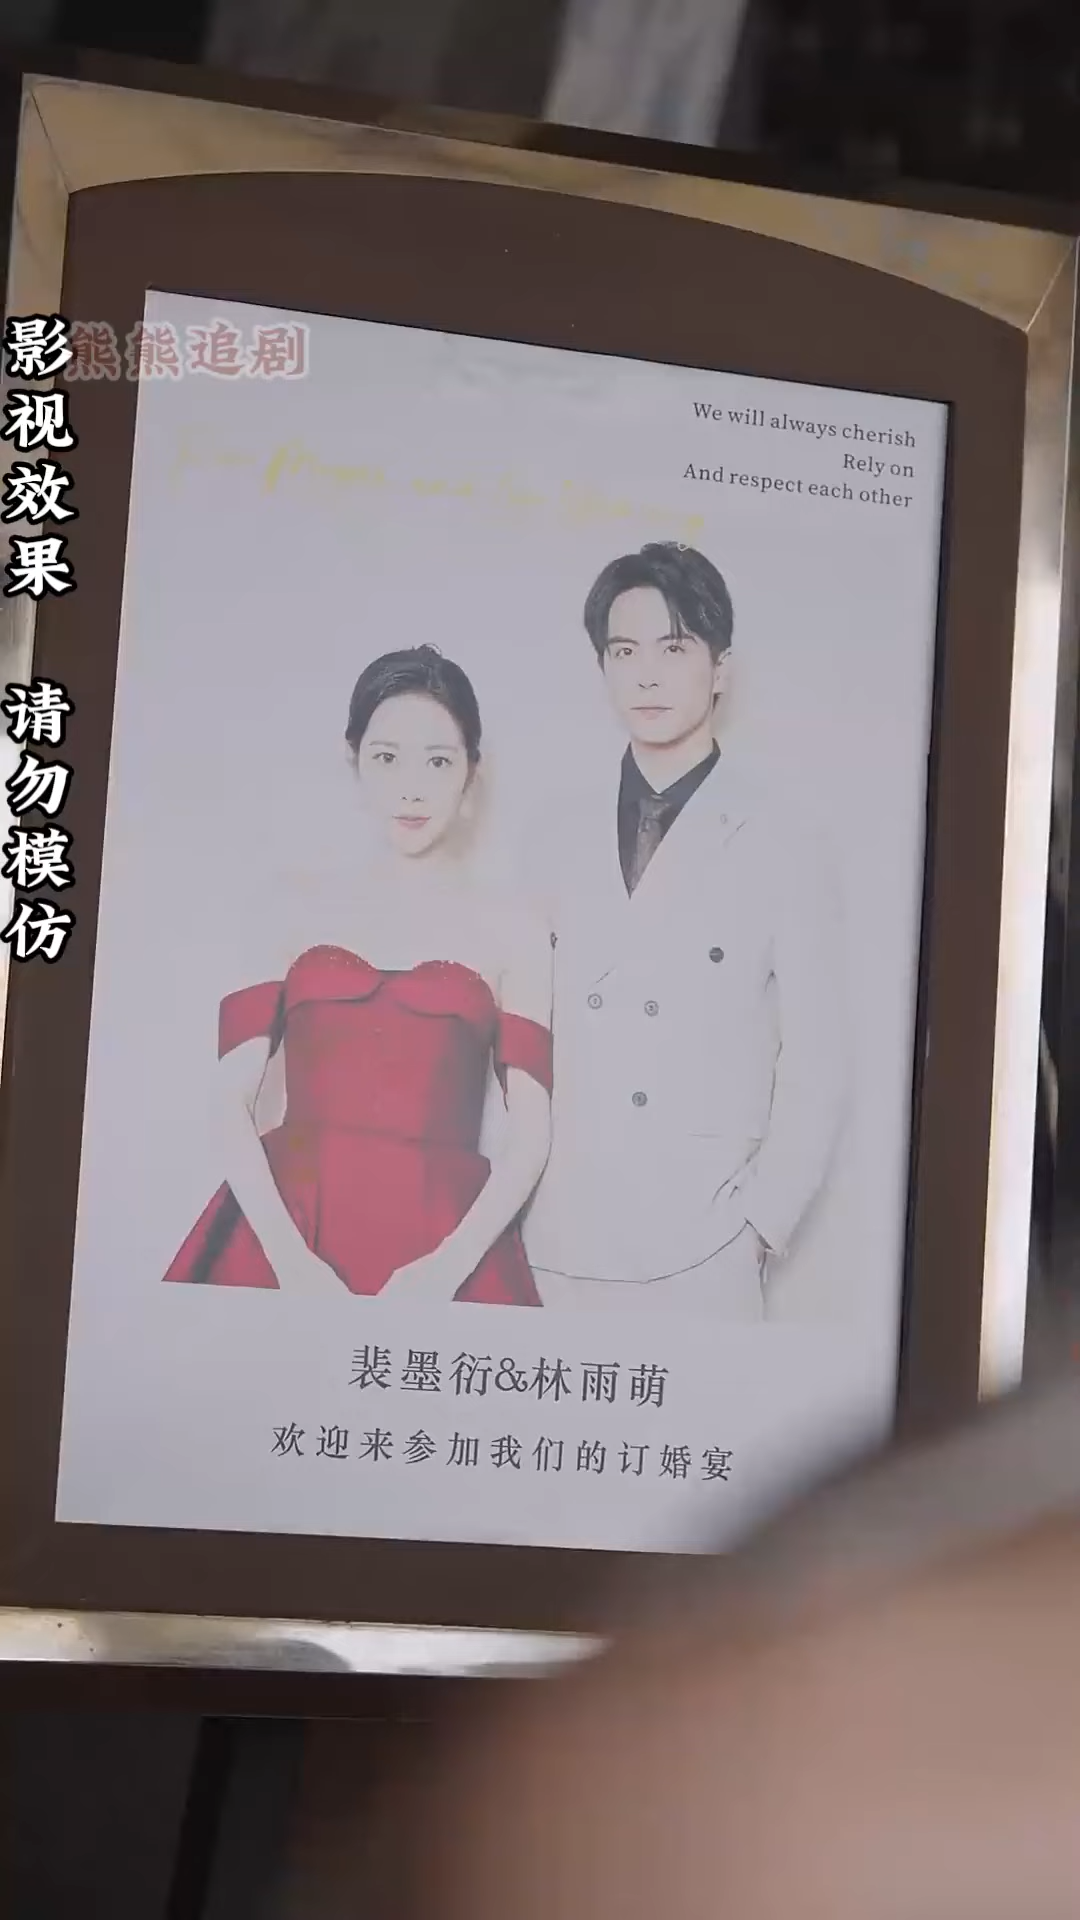 影视效果 请勿模仿
熊熊追剧
We will always cherish
Rely on
And respect each other
裴墨衍&林雨萌
欢迎来参加我们的订婚宴